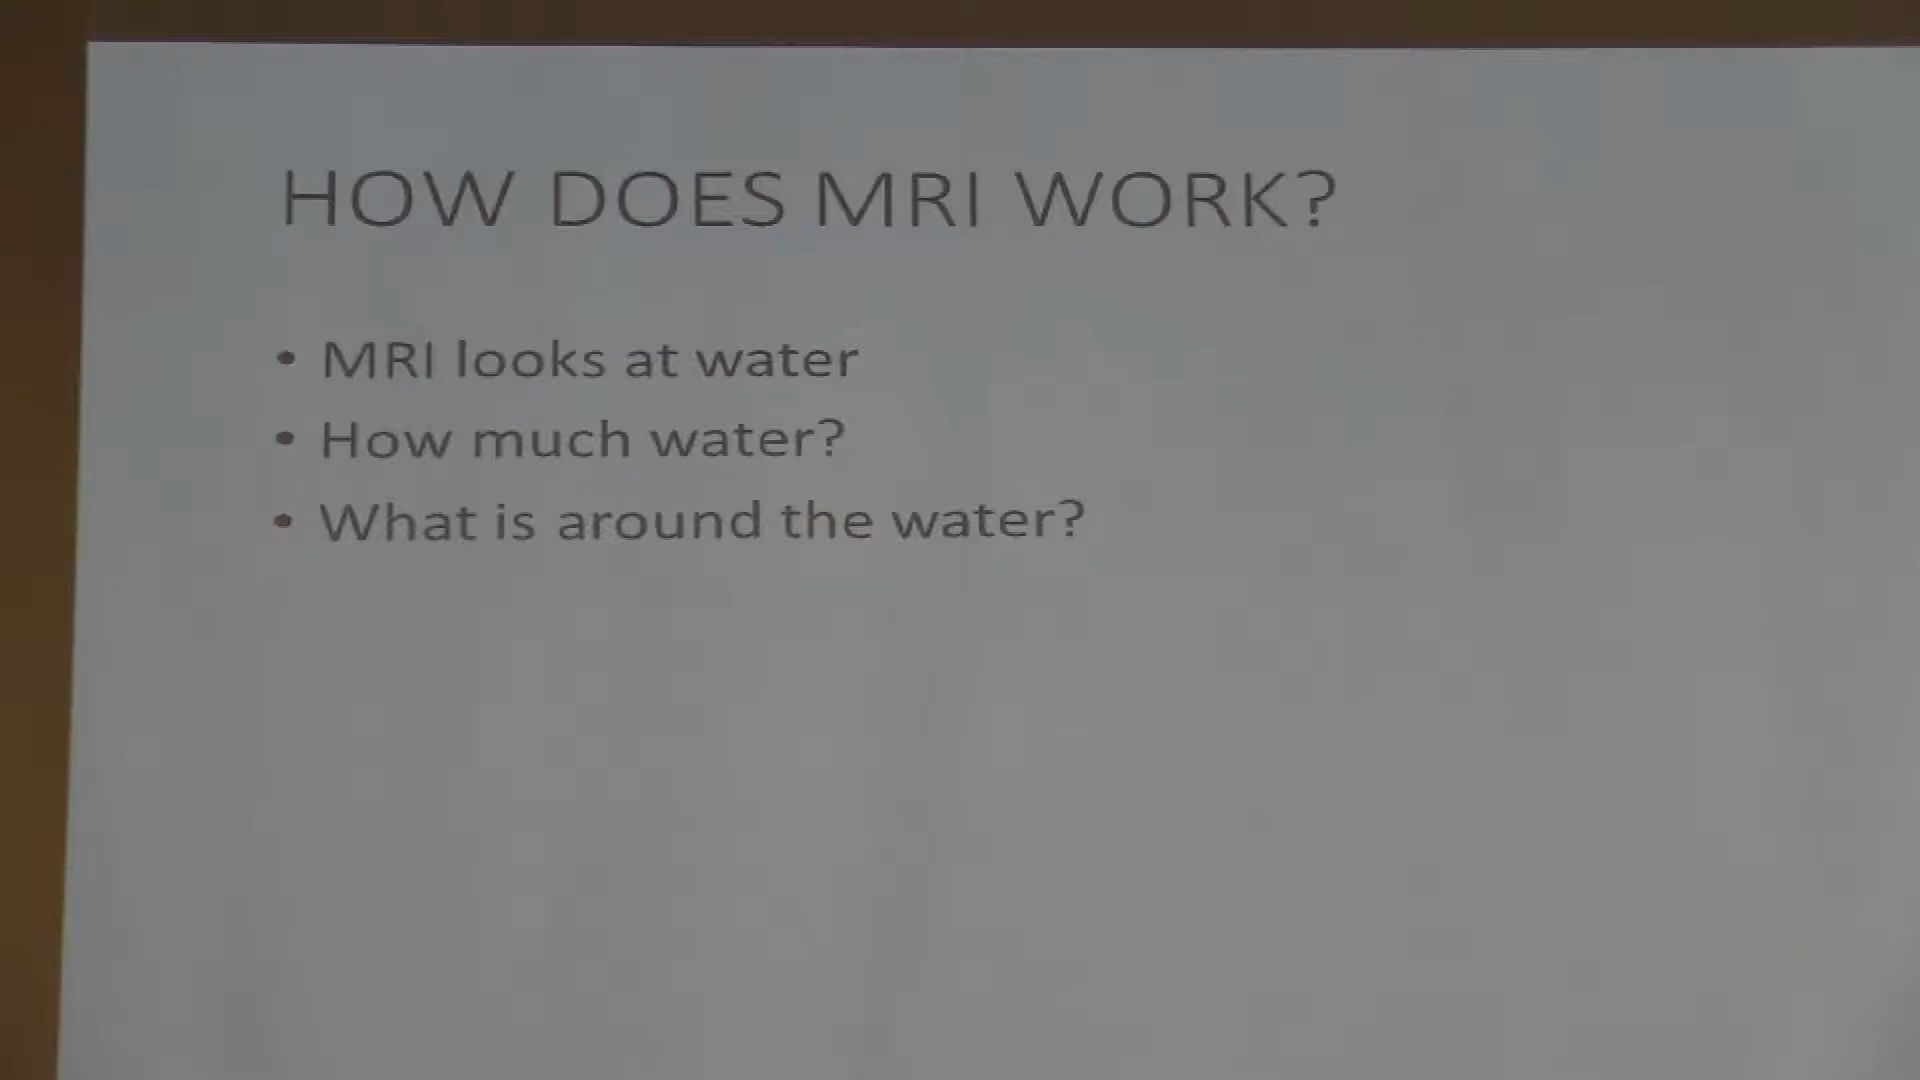 HOW DOES MRI WORK?
• MRI looks at water
• How much water?
• What is around the water?